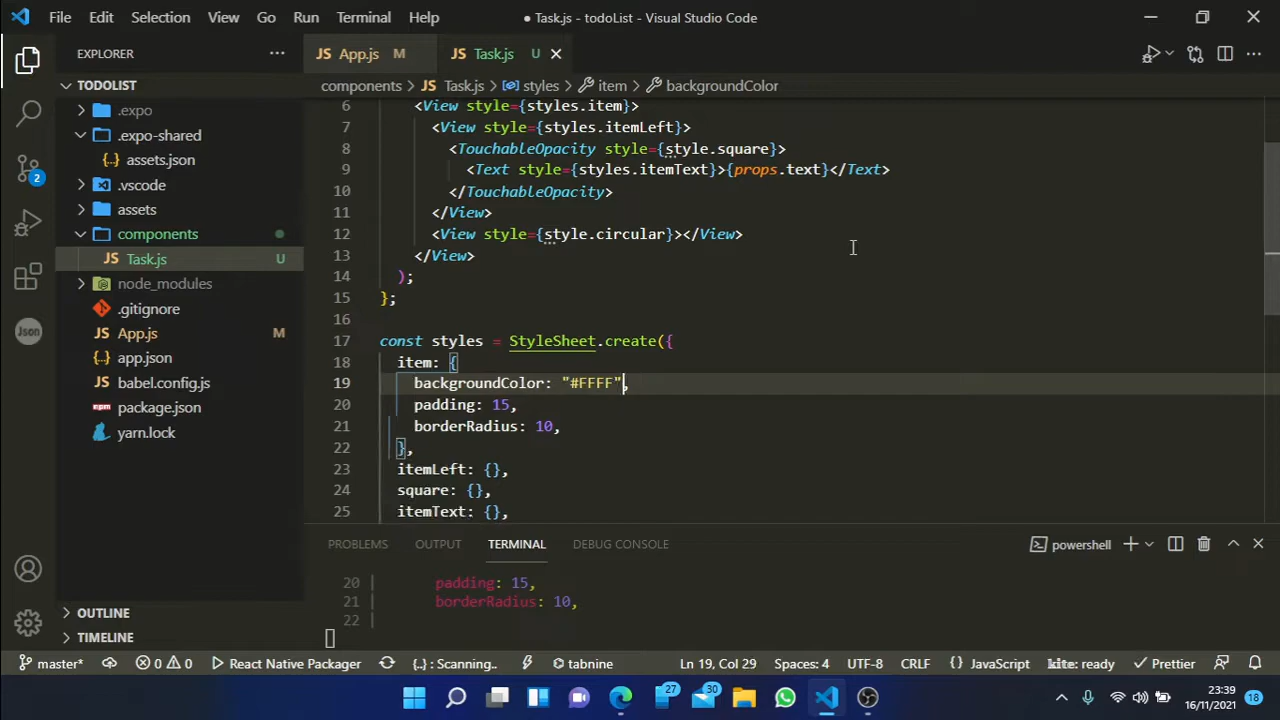 File Edit Selection View Go Run Terminal Help ● Task.js - todoList - Visual Studio Code
EXPLORER ...
JS App.js M JS Task.js U
TODOLIST
components > JS Task.js > styles > item > backgroundColor
.expo
.expo-shared
{.} assets.json
.vscode
assets
components
JS Task.js U
node_modules
.gitignore
JS App.js M
app.json
babel.config.js
npm package.json
yarn.lock
2
Json
6 <View style={styles.item}>
7 <View style={styles.itemLeft}>
8 <TouchableOpacity style={style.square}>
9 <Text style={styles.itemText}>{props.text}</Text>
10 </TouchableOpacity>
11 </View>
12 <View style={style.circular}></View>
13 </View>
14 );
15 };
16
17 const styles = StyleSheet.create({
18 item: {
19 backgroundColor: "#FFFF",
20 padding: 15,
21 borderRadius: 10,
22 },
23 itemLeft: {},
24 square: {},
25 itemText: {},
PROBLEMS OUTPUT TERMINAL DEBUG CONSOLE powershell
20 | padding: 15,
21 | borderRadius: 10,
22 |
OUTLINE
TIMELINE
master* 0 0 React Native Packager {..} : Scanning.. tabnine Ln 19, Col 29 Spaces: 4 UTF-8 CRLF {} JavaScript kite: ready Prettier
27 30 23:39
16/11/2021 18